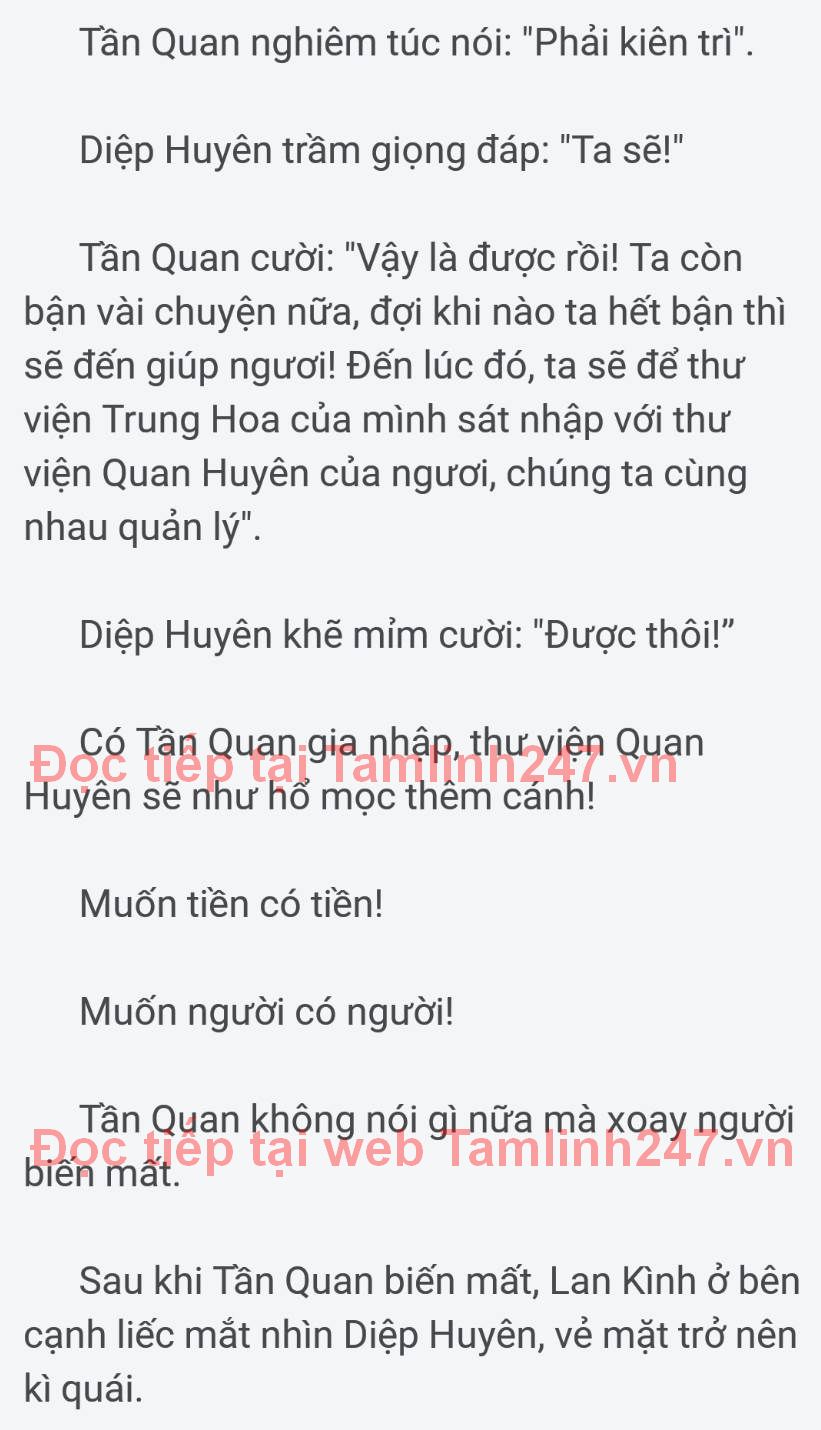 Tần Quan nghiêm túc nói: "Phải kiên trì".
Diệp Huyên trầm giọng đáp: "Ta sẽ!"
Tần Quan cười: "Vậy là được rồi! Ta còn
bận vài chuyện nữa, đợi khi nào ta hết bận thì
sẽ đến giúp ngươi! Đến lúc đó, ta sẽ để thư
viện Trung Hoa của mình sát nhập với thư
viện Quan Huyên của ngươi, chúng ta cùng
nhau quản lý".
Diệp Huyên khẽ mỉm cười: "Được thôi!”
Có Tần Quan gia nhập, thư viện Quan
Đọc tiếp tại Tamlinh247.vn
Huyên sẽ như hổ mọc thêm cánh!
Muốn tiền có tiền!
Muốn người có người!
Tần Quan không nói gì nữa mà xoay người
Đọc tiếp tại web Tamlinh247.vn
biến mất.
Sau khi Tần Quan biến mất, Lan Kình ở bên
cạnh liếc mắt nhìn Diệp Huyên, vẻ mặt trở nên
kì quái.